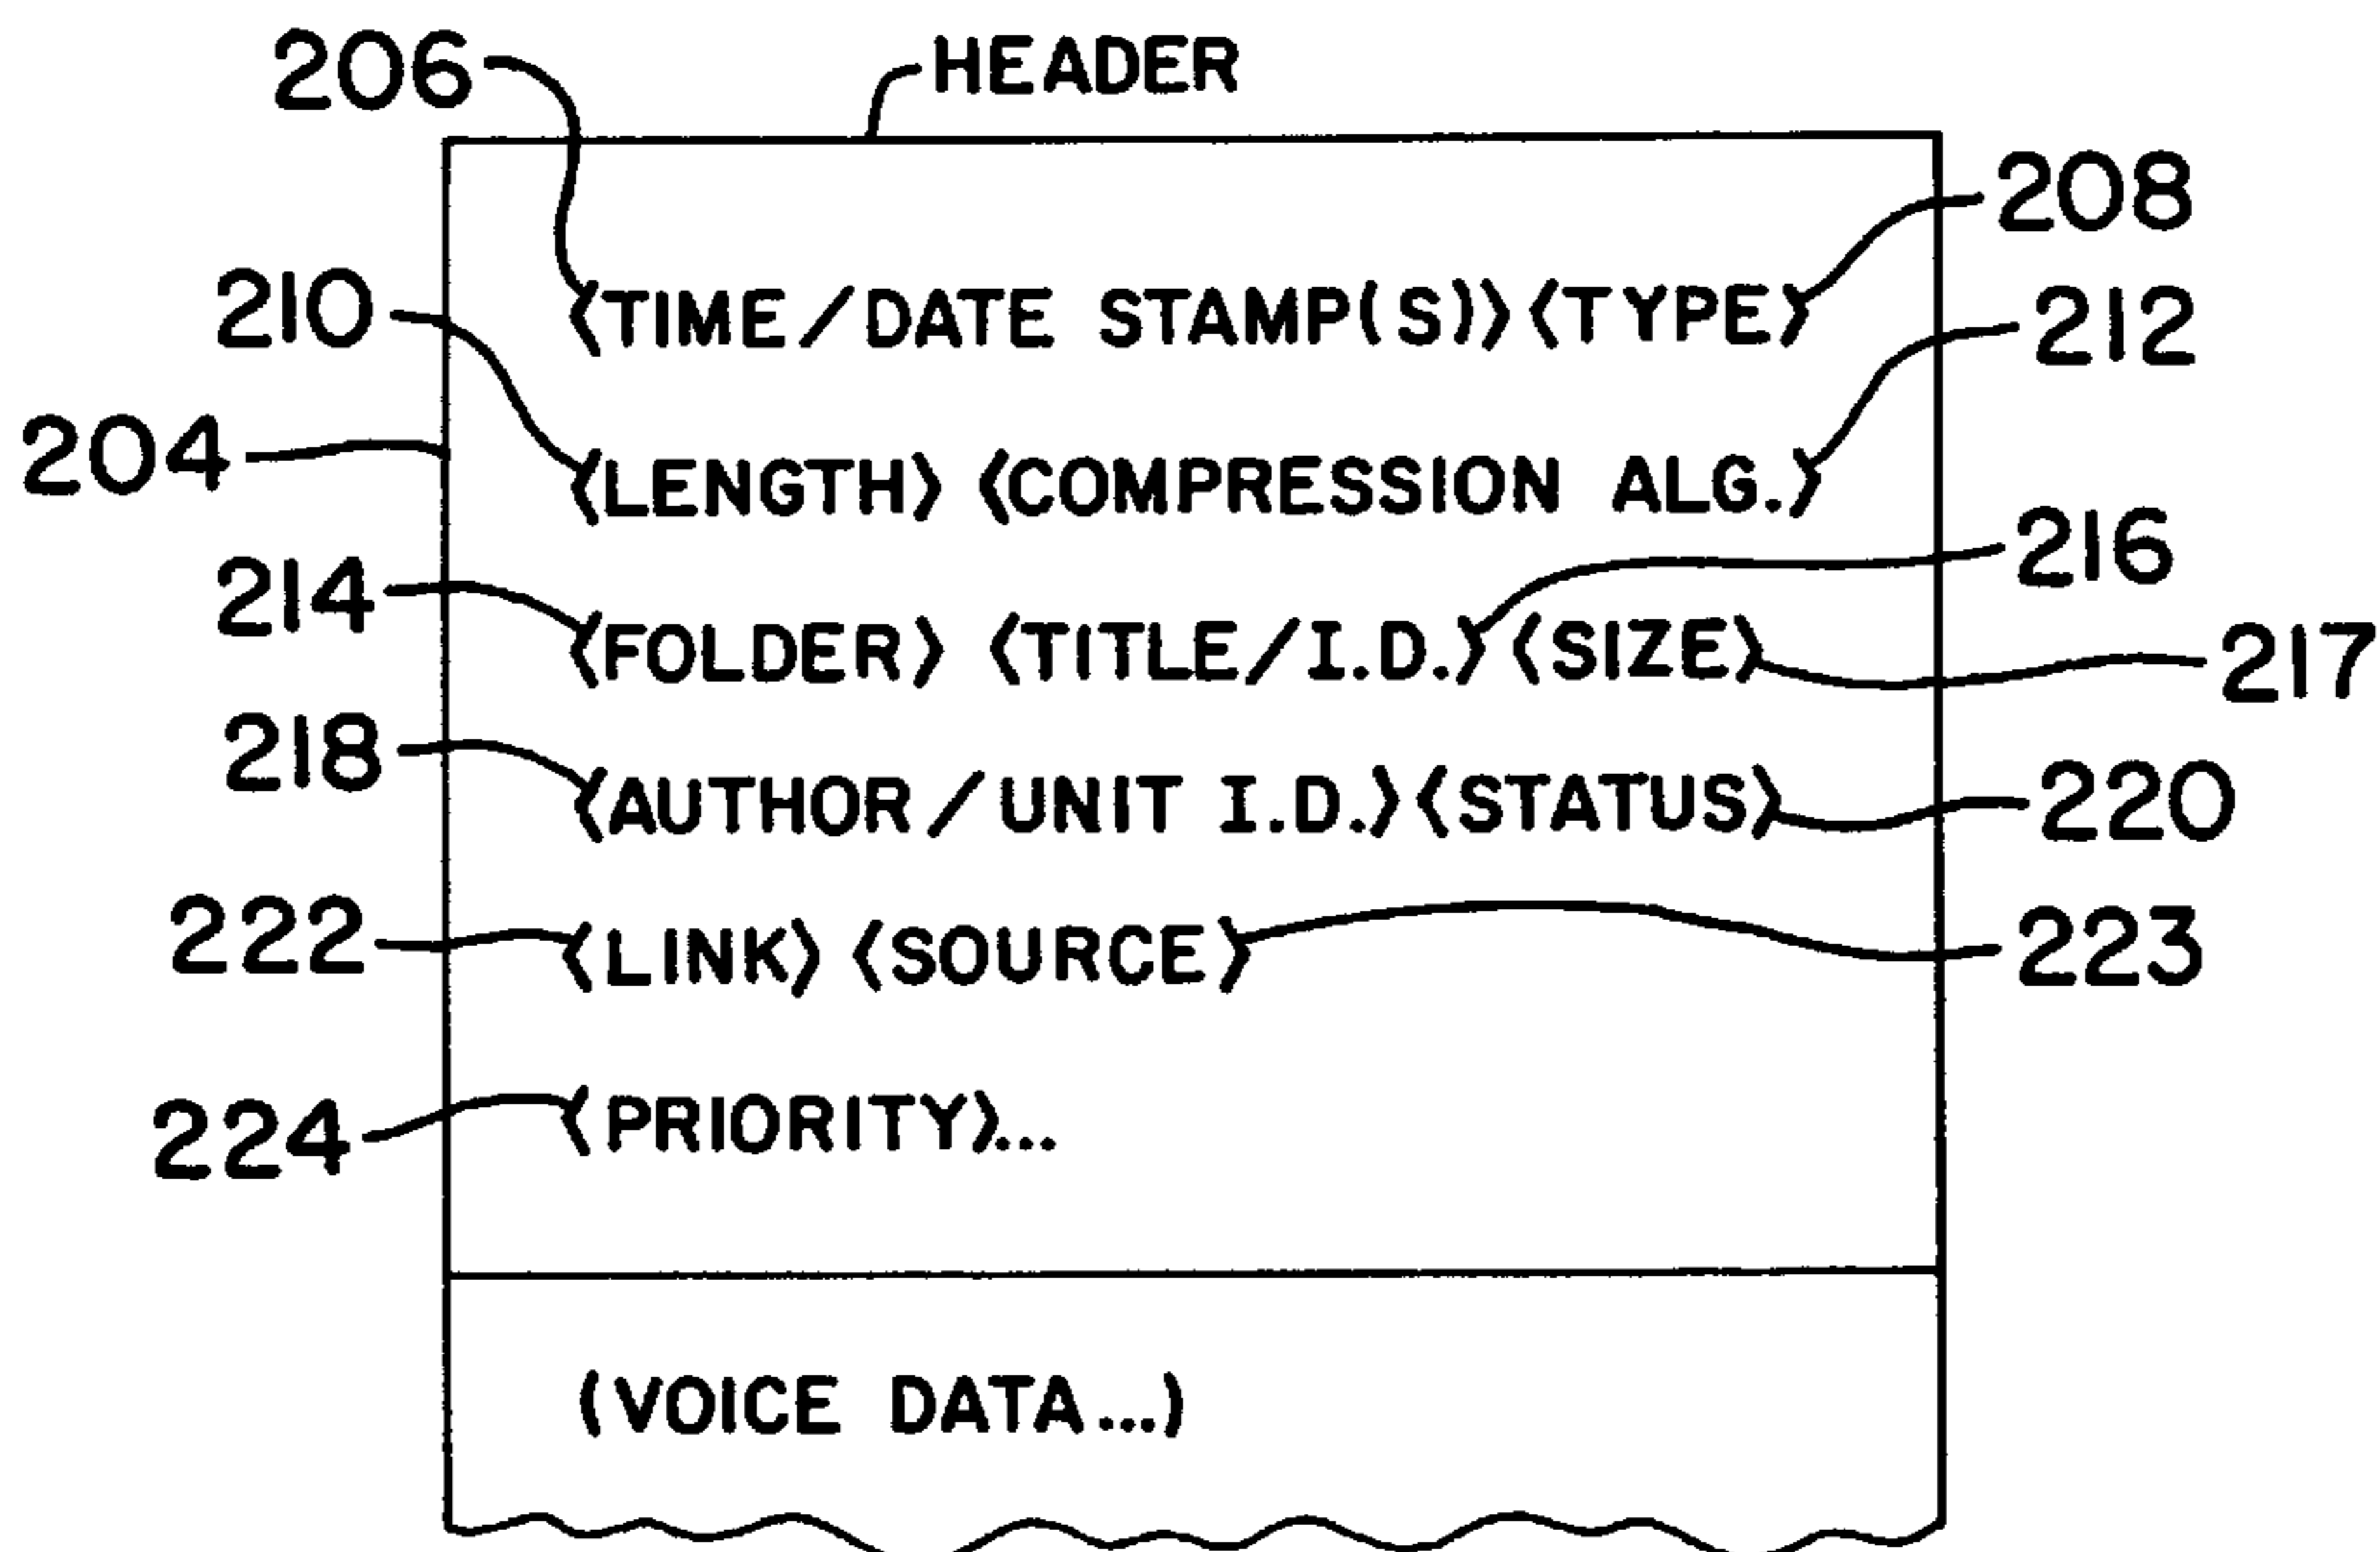 206 HEADER
208
210 〈TIME/DATE STAMP(S)〉〈TYPE〉 212
204 〈LENGTH〉 〈COMPRESSION ALG.〉
216
214 〈FOLDER〉 〈TITLE/I.D.〉 〈SIZE〉 217
218 〈AUTHOR/UNIT I.D.〉〈STATUS〉 220
222 〈LINK〉 〈SOURCE〉 223
224 〈PRIORITY〉...
(VOICE DATA...)